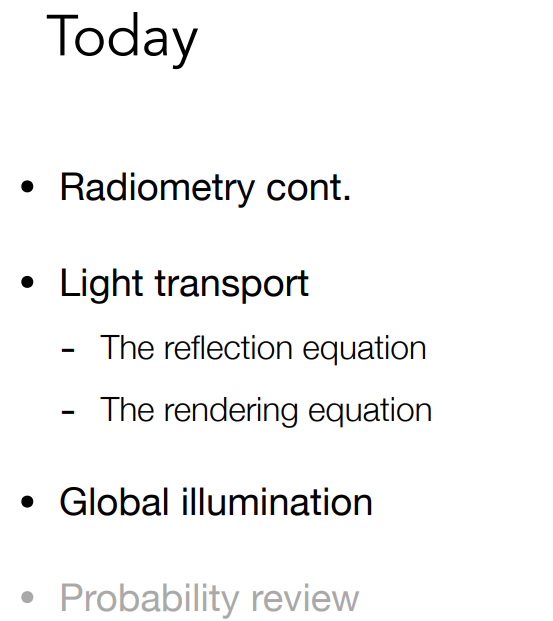 Today
• Radiometry cont.
• Light transport
- The reflection equation
- The rendering equation
• Global illumination
• Probability review